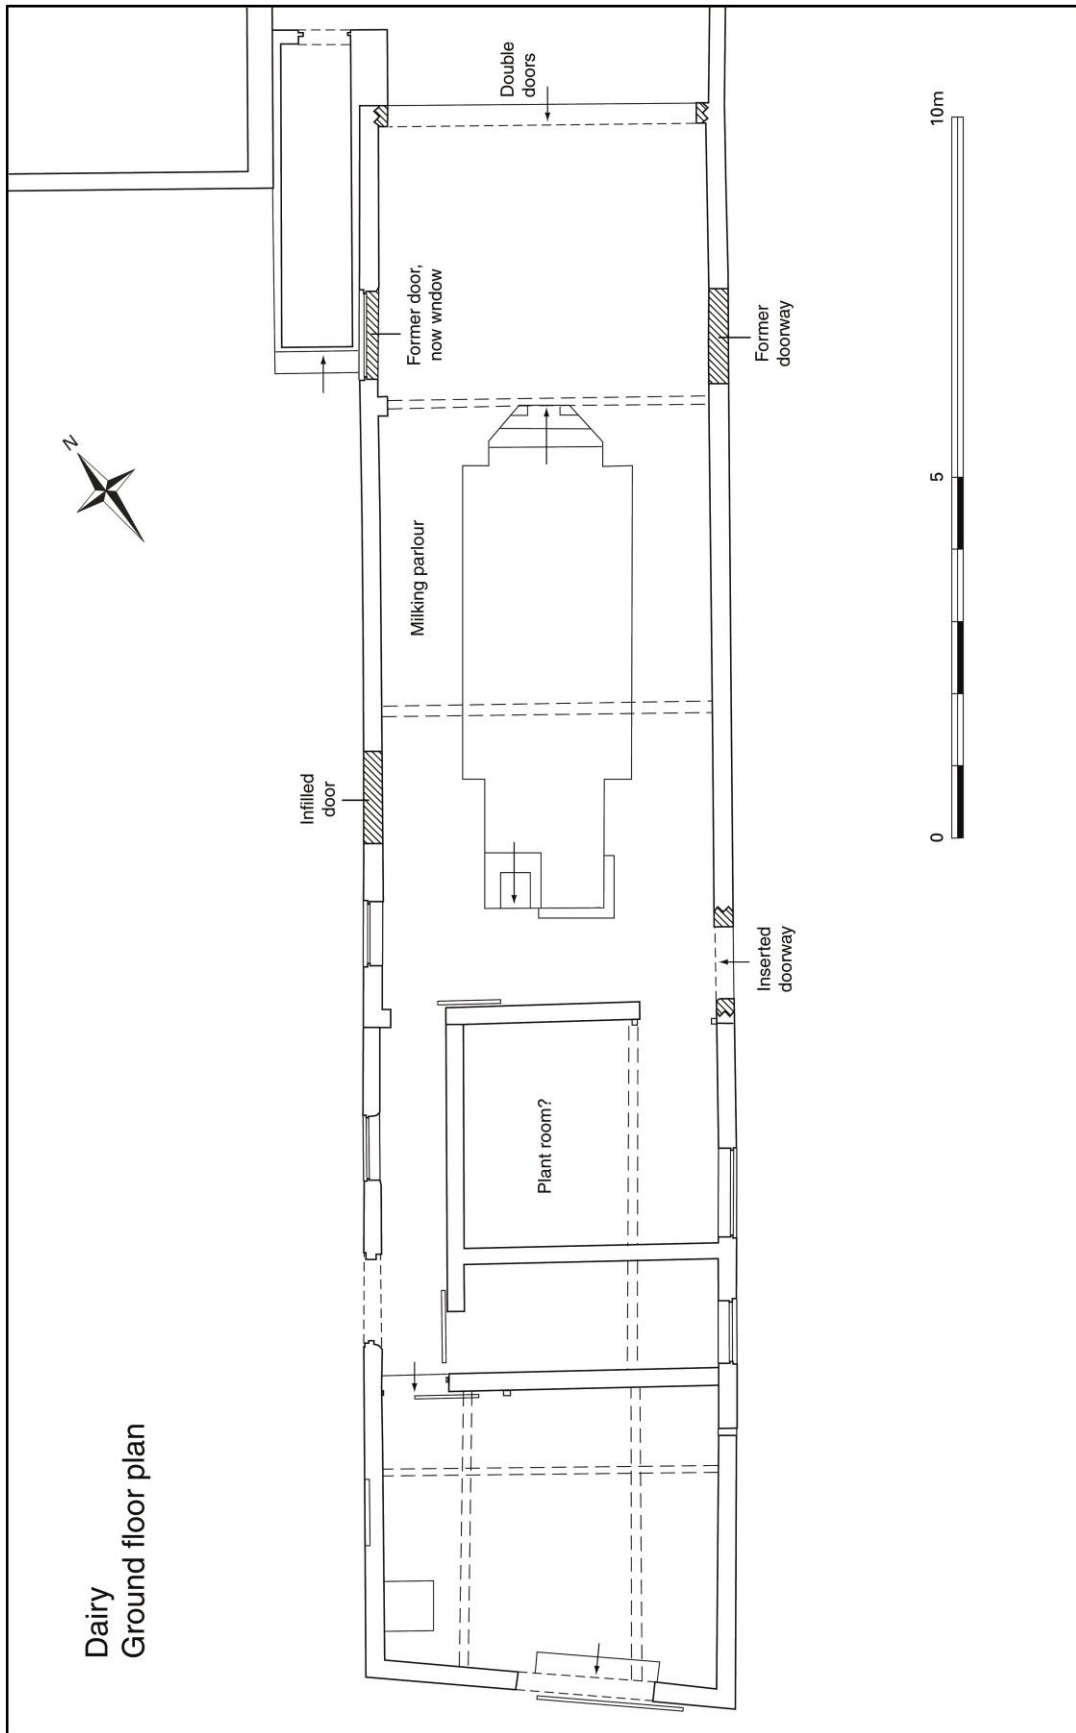 Dairy
Ground floor plan
Double
doors
Former door,
now wndow
Former
doorway
Milking parlour
Infilled
door
Inserted
doorway
Plant room?
N
0
5
10m